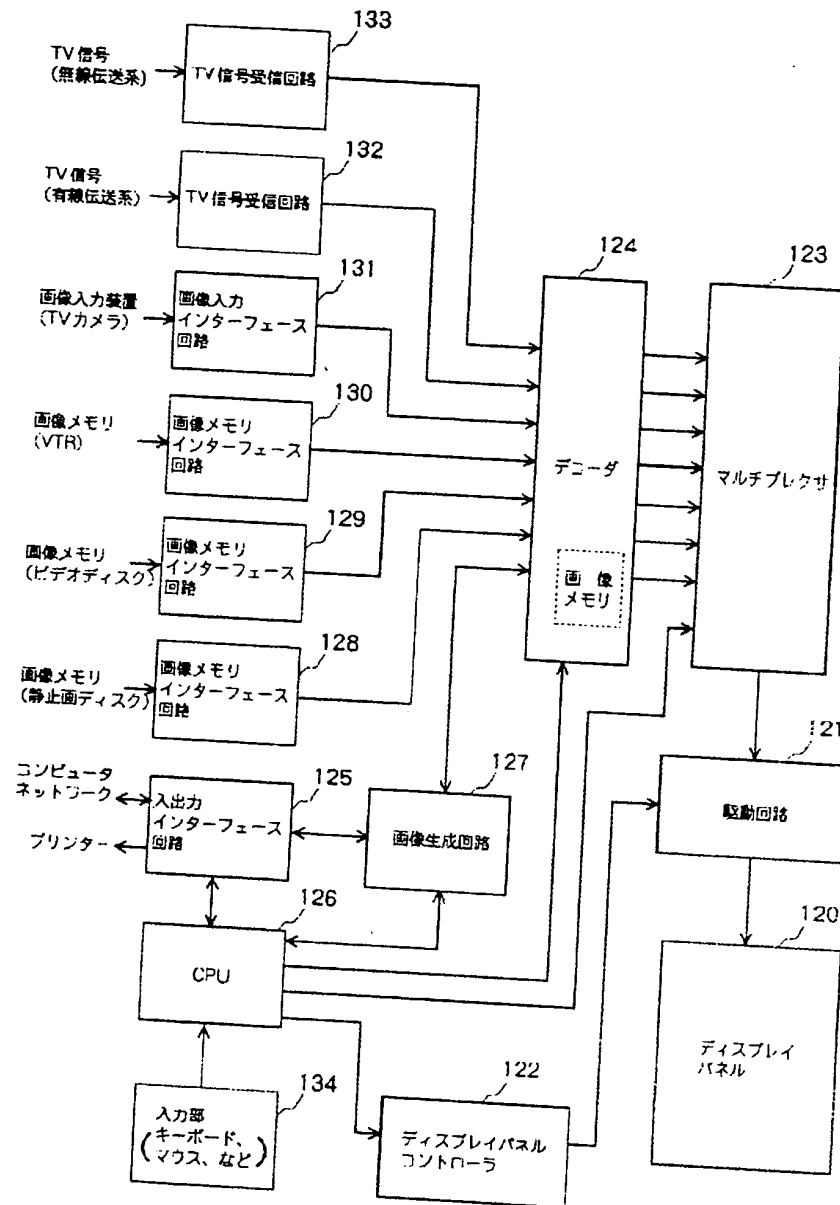 133
TV信号
(無線伝送系)
TV信号受信回路
132
TV信号
(有線伝送系)
TV信号受信回路
124
123
131
画像入力装置
(TVカメラ)
画像入力
インターフェース
回路
130
画像メモリ
(VTR)
画像メモリ
インターフェース
回路
デコーダ
マルチプレクサ
129
画像メモリ
(ビデオディスク)
画像メモリ
インターフェース
回路
画像
メモリ
128
画像メモリ
(静止画ディスク)
画像メモリ
インターフェース
回路
127
121
コンピュータ
ネットワーク
プリンター
125
入出力
インターフェース
回路
画像生成回路
駆動回路
126
CPU
120
ディスプレイ
パネル
134
入力部
(キーボード、
マウス、など)
122
ディスプレイパネル
コントローラ